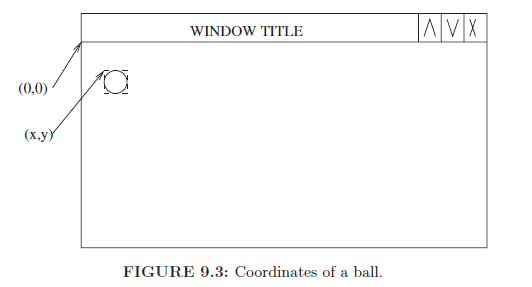 WINDOW TITLE
(0,0)
(x,y)
FIGURE 9.3: Coordinates of a ball.